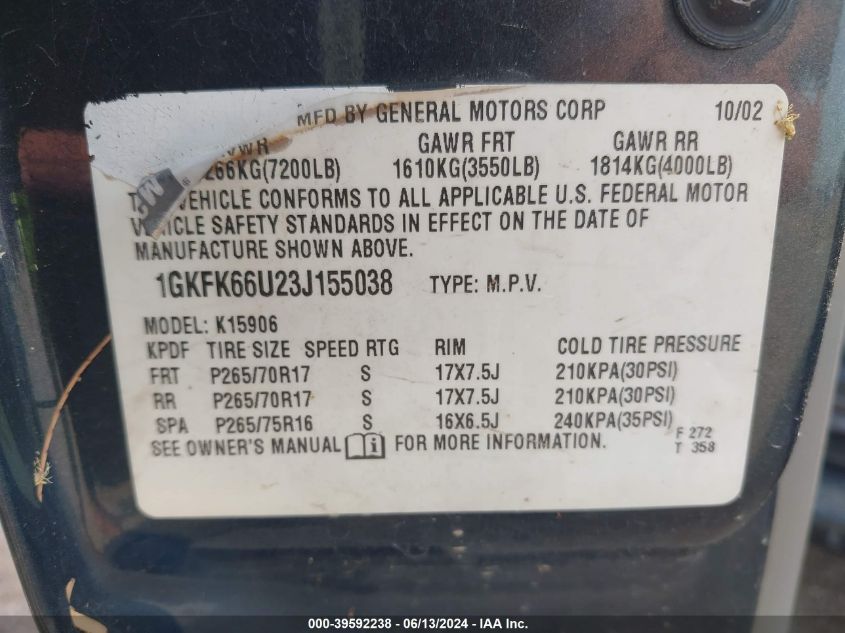 MFD BY GENERAL MOTORS CORP 10/02
GAWR FRT GAWR RR
266KG(7200LB) 1610KG(3550LB) 1814KG(4000LB)
VEHICLE CONFORMS TO ALL APPLICABLE U.S. FEDERAL MOTOR
SAFETY STANDARDS IN EFFECT ON THE DATE OF
MANUFACTURE SHOWN ABOVE.
1GKFK66U23J155038 TYPE: M.P.V.
MODEL: K15906
KPDF TIRE SIZE SPEED RTG RIM COLD TIRE PRESSURE
FRT P265/70R17 S 17X7.5J 210KPA(30PSI)
RR P265/70R17 S 17X7.5J 210KPA(30PSI)
SPA P265/75R16 S 16X6.5J 240KPA(35PSI)
F 272
SEE OWNER'S MANUAL i FOR MORE INFORMATION. T 358
000-39592238 - 06/13/2024 - IAA Inc.